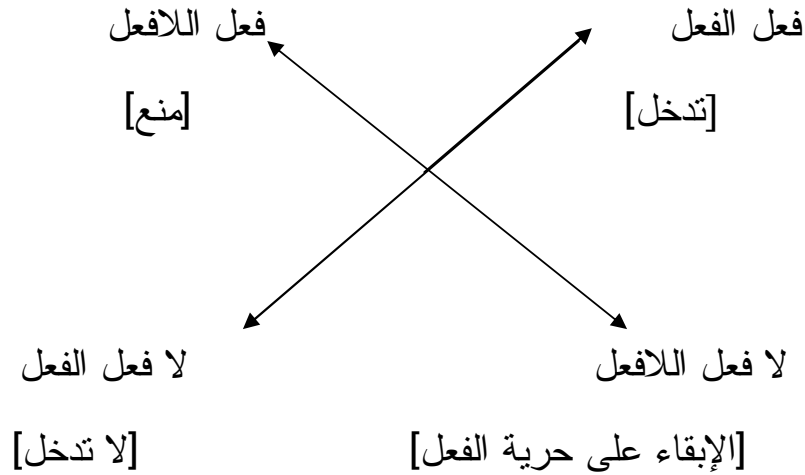 فعل الفعل
فعل اللافعل
[تدخل]
[منع]
لا فعل اللافعل
لا فعل الفعل
[الإبقاء على حرية الفعل]
[لا تدخل]